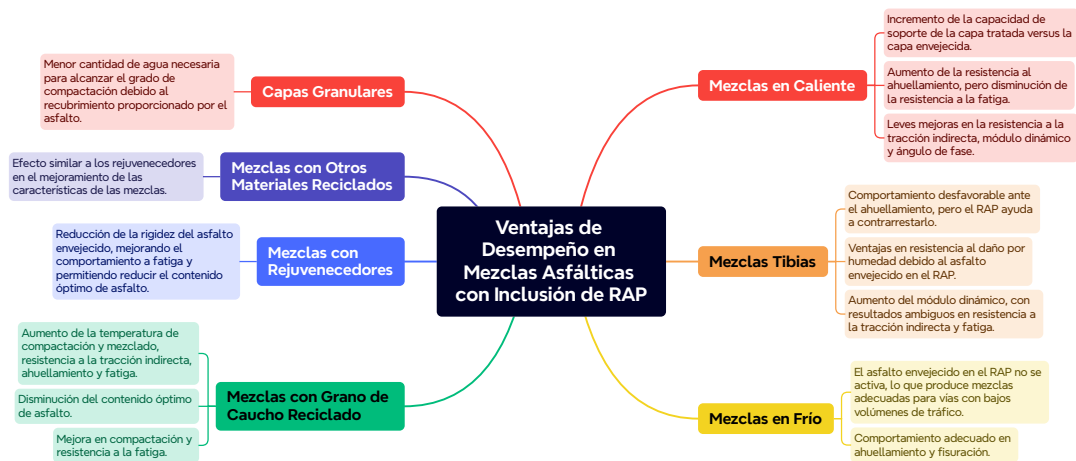 Ventajas de
Desempeño en
Mezclas Asfálticas
con Inclusión de RAP
Mezclas en Caliente
Incremento de la capacidad de
soporte de la capa tratada versus la
capa envejecida.
Aumento de la resistencia al
ahuellamiento, pero disminución de
la resistencia a la fatiga.
Leves mejoras en la resistencia a la
tracción indirecta, módulo dinámico
y ángulo de fase.
Mezclas Tibias
Comportamiento desfavorable ante
el ahuellamiento, pero el RAP ayuda
a contrarrestarlo.
Ventajas en resistencia al daño por
humedad debido al asfalto
envejecido en el RAP.
Aumento del módulo dinámico, con
resultados ambiguos en resistencia a
la tracción indirecta y fatiga.
Mezclas en Frío
El asfalto envejecido en el RAP no se
activa, lo que produce mezclas
adecuadas para vías con bajos
volúmenes de tráfico.
Comportamiento adecuado en
ahuellamiento y fisuración.
Capas Granulares
Menor cantidad de agua necesaria
para alcanzar el grado de
compactación debido al
recubrimiento proporcionado por el
asfalto.
Mezclas con Otros
Materiales Reciclados
Efecto similar a los rejuvenecedores
en el mejoramiento de las
características de las mezclas.
Mezclas con
Rejuvenecedores
Reducción de la rigidez del asfalto
envejecido, mejorando el
comportamiento a fatiga y
permitiendo reducir el contenido
óptimo de asfalto.
Mezclas con Grano de
Caucho Reciclado
Aumento de la temperatura de
compactación y mezclado,
resistencia a la tracción indirecta,
ahuellamiento y fatiga.
Disminución del contenido óptimo
de asfalto.
Mejora en compactación y
resistencia a la fatiga.